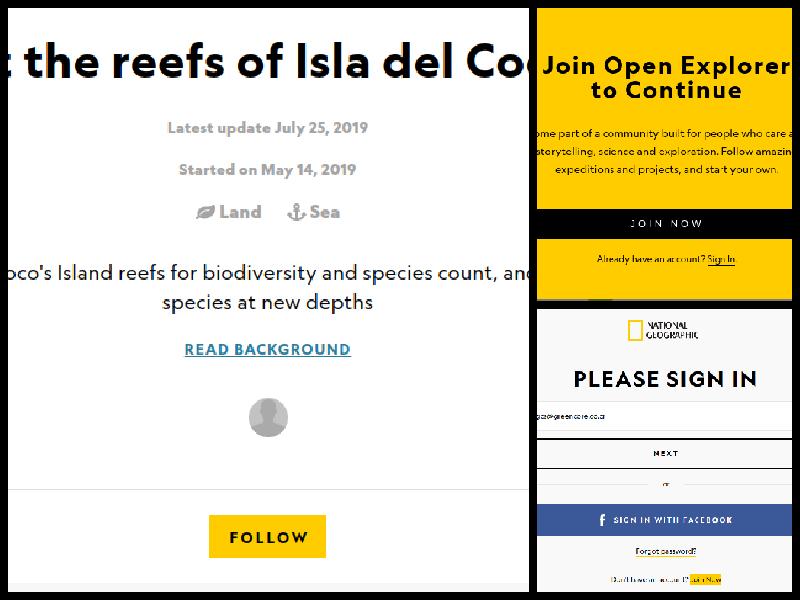 t the reefs of Isla del Coc
Latest update July 25, 2019
Started on May 14, 2019
Land Sea
oco's Island reefs for biodiversity and species count, and
species at new depths
READ BACKGROUND
FOLLOW
Join Open Explorer
to Continue
ome part of a community built for people who care a
storytelling, science and exploration. Follow amazin
expeditions and projects, and start your own.
JOIN NOW
Already have an account? Sign In.
NATIONAL
GEOGRAPHIC
PLEASE SIGN IN
NEXT
or
SIGN IN WITH FACEBOOK
Forgot password?
Don't have an account? Join Now